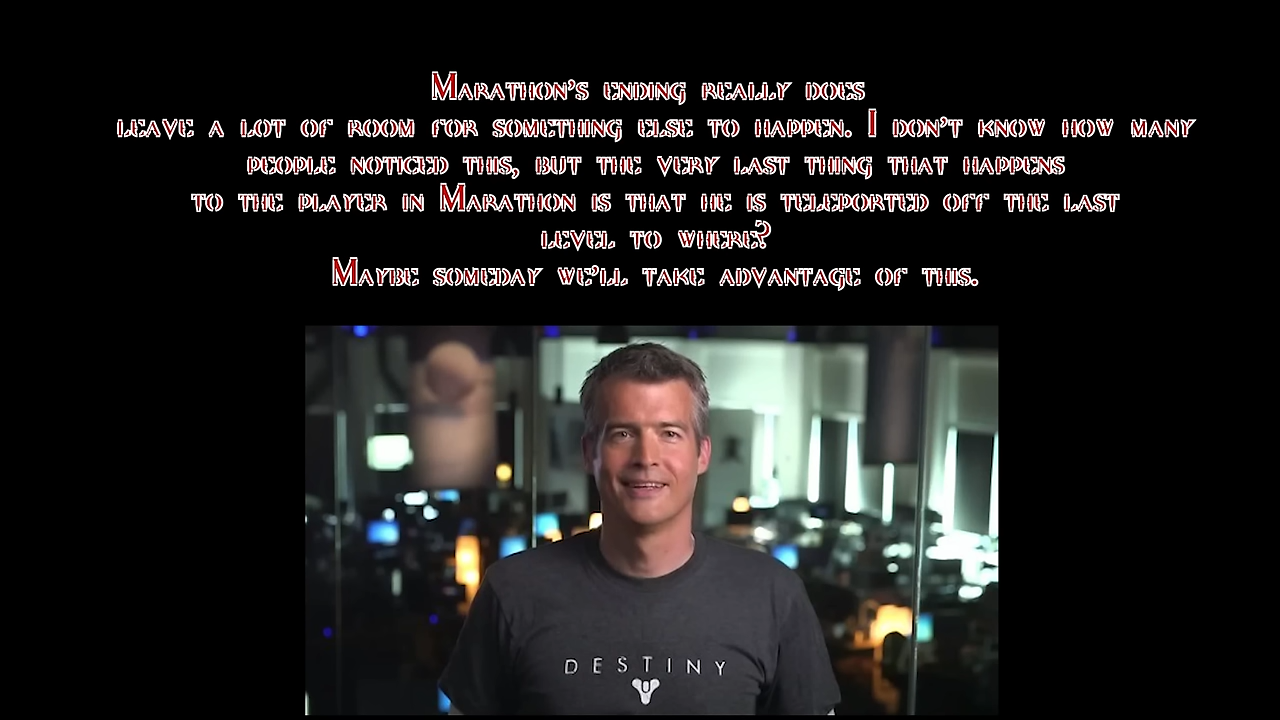 Marathon's ending really does
leave a lot of room for something else to happen. I don't know how many
people noticed this, but the very last thing that happens
to the player in Marathon is that he is teleported off the last
level to where?
Maybe someday we'll take advantage of this.
DESTINY